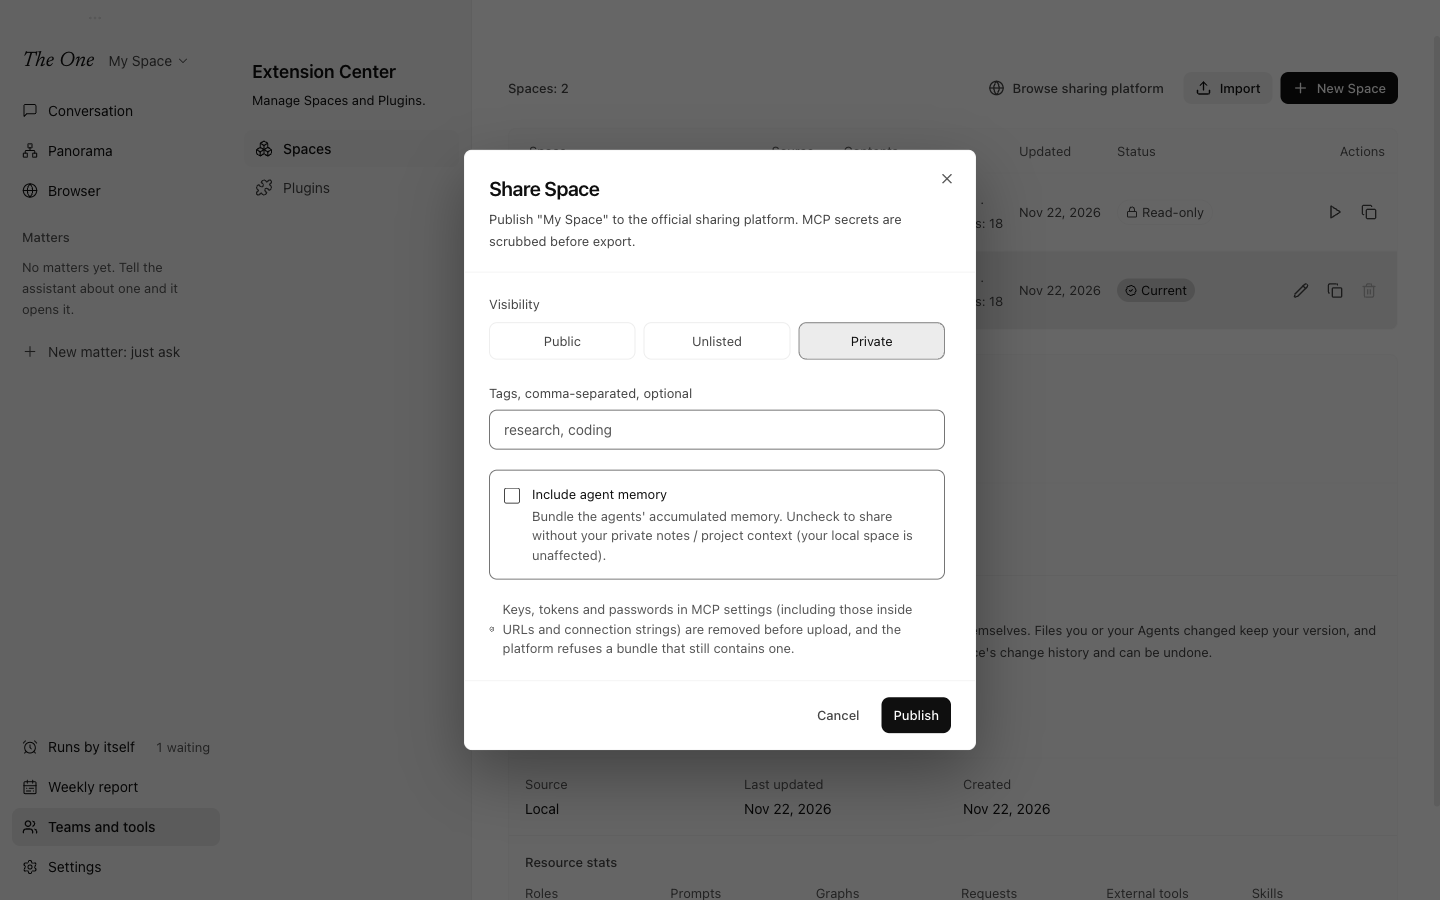 The One
My Space
Conversation
Panorama
Browser
Matters
No matters yet. Tell the
assistant about one and it
opens it.
New matter: just ask
Runs by itself
1 waiting
Weekly report
Teams and tools
Settings
Extension Center
Manage Spaces and Plugins.
Spaces
Plugins
Spaces: 2
Browse sharing platform
Import
New Space
Updated
Status
Actions
s: 18
Nov 22, 2026
Read-only
s: 18
Nov 22, 2026
Current
Share Space
Publish "My Space" to the official sharing platform. MCP secrets are
scrubbed before export.
Visibility
Public
Unlisted
Private
Tags, comma-separated, optional
research, coding
Include agent memory
Bundle the agents' accumulated memory. Uncheck to share
without your private notes / project context (your local space is
unaffected).
Keys, tokens and passwords in MCP settings (including those inside
URLs and connection strings) are removed before upload, and the
platform refuses a bundle that still contains one.
Cancel
Publish
mselves. Files you or your Agents changed keep your version, and
ce's change history and can be undone.
Source
Last updated
Created
Local
Nov 22, 2026
Nov 22, 2026
Resource stats
Roles
Prompts
Graphs
Requests
External tools
Skills